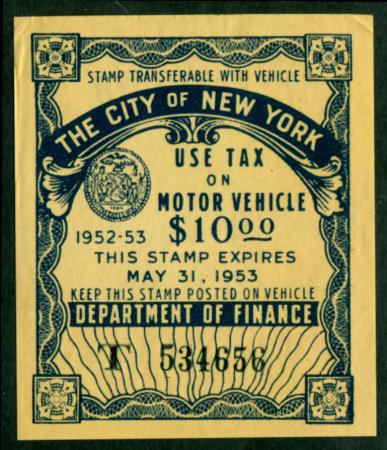 STAMP TRANSFERABLE WITH VEHICLE
THE CITY OF NEW YORK
USE TAX
ON
MOTOR VEHICLE
1952-53 $10.00
THIS STAMP EXPIRES
MAY 31, 1953
KEEP THIS STAMP POSTED ON VEHICLE
DEPARTMENT OF FINANCE
T 534656